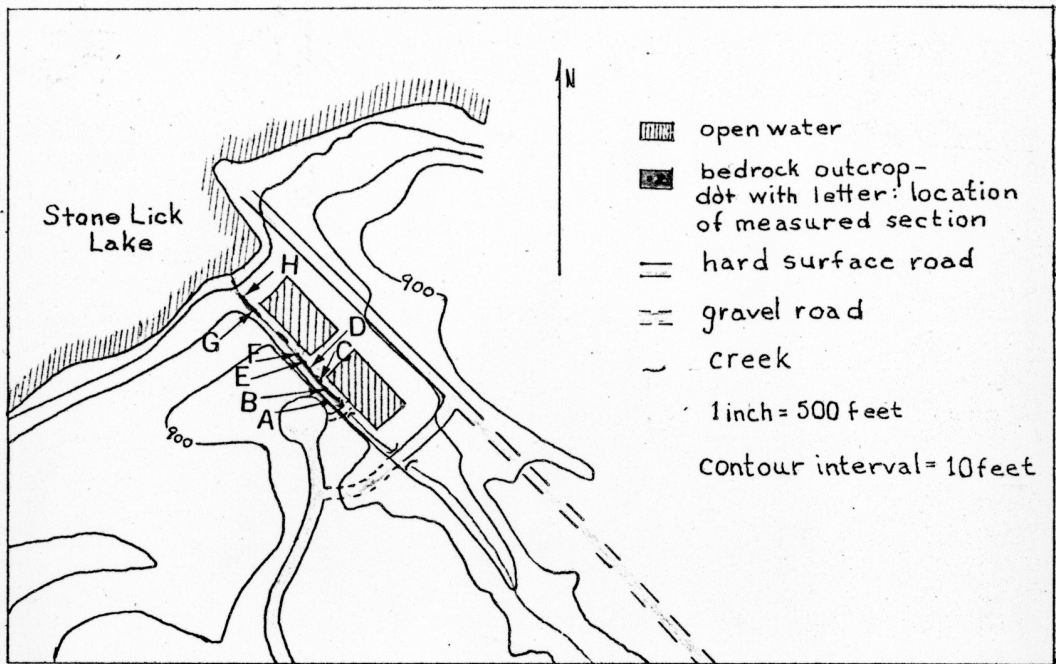 N
open water
bedrock outcrop-
dot with letter: location
of measured section
hard surface road
gravel road
creek
1 inch = 500 feet
contour interval = 10 feet
Stone Lick
Lake
900
H
G
F
E
D
C
B
A
900